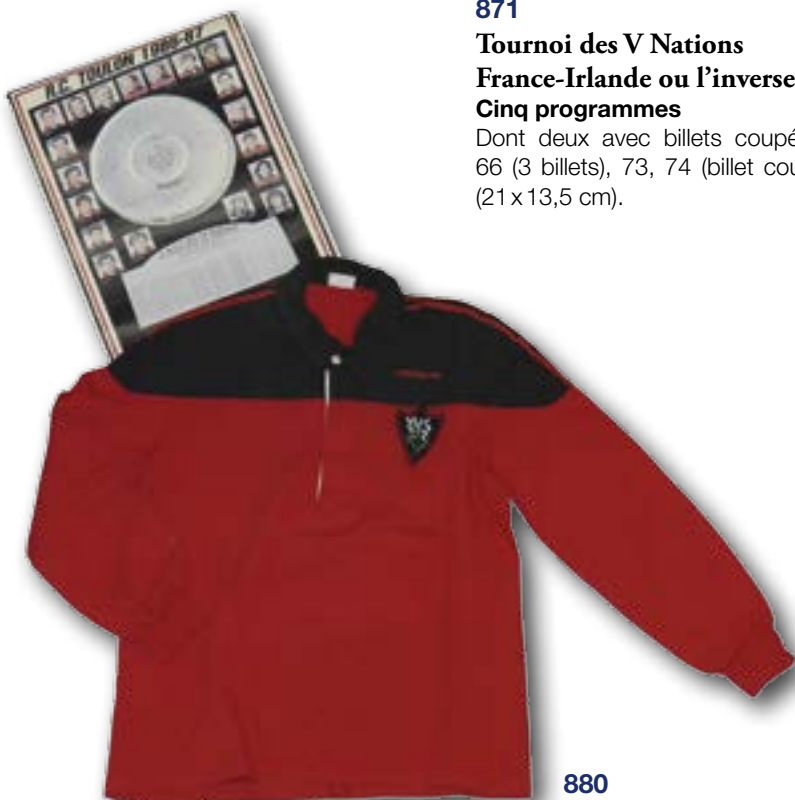 871
Tournoi des V Nations
France-Irlande ou l’inverse
Cinq programmes
Dont deux avec billets coupé
66 (3 billets), 73, 74 (billet cou
(21 x 13,5 cm).
R.C. TOULON 1986-87
880